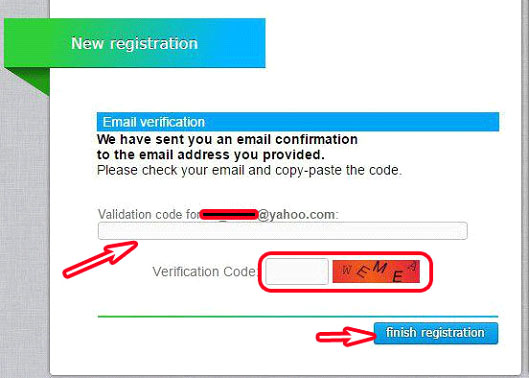 New registration
Email verification
We have sent you an email confirmation
to the email address you provided.
Please check your email and copy-paste the code.
Validation code for @yahoo.com:
Verification Code:
WEMEA
finish registration